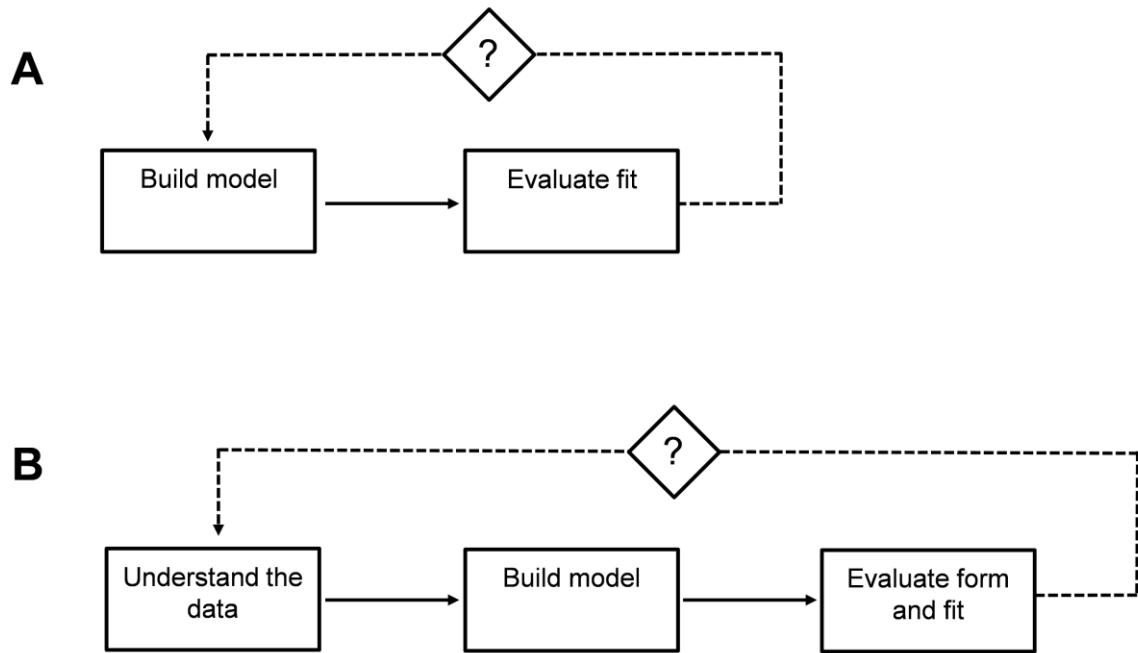 ?
A
Build model
Evaluate fit
?
B
Understand the
data
Build model
Evaluate form
and fit